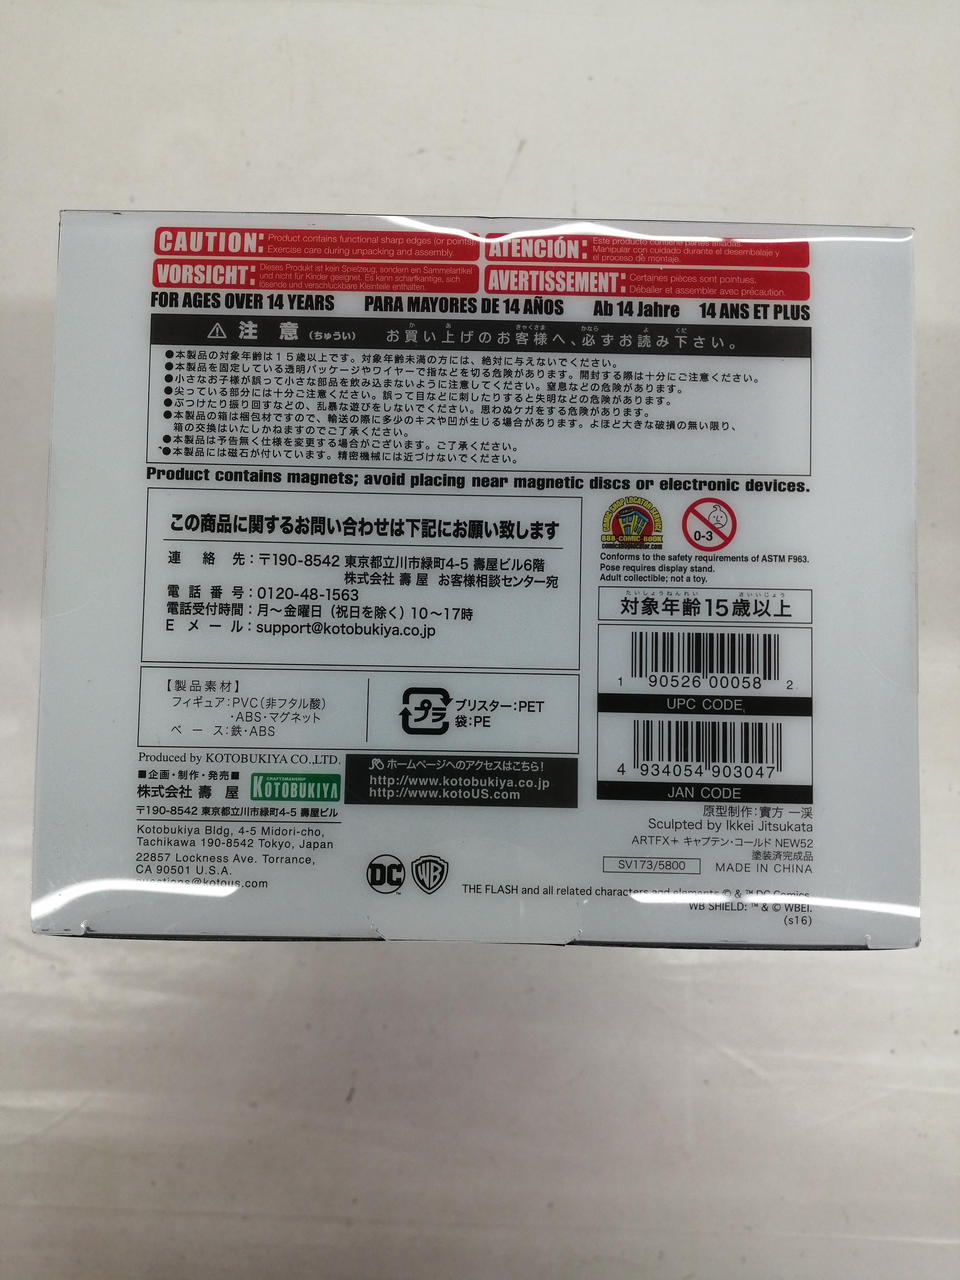 CAUTION: Product contains functional sharp edges (or points).
Exercise care during unpacking and assembly.
ATENCIÓN: Este producto contiene partes afiladas.
Manipular con cuidado durante el desembalaje y
el proceso de montaje.
VORSICHT: Dieses Produkt ist kein Spielzeug, sondern ein Sammelartikel
und nicht für Kinder geeignet. Es kann scharfkantige, sich
lösende und verschluckbare Kleinteile enthalten.
AVERTISSEMENT: Certaines pièces sont pointues.
Déballer et assembler avec précaution.
FOR AGES OVER 14 YEARS PARA MAYORES DE 14 AÑOS Ab 14 Jahre 14 ANS ET PLUS
⚠ 注意 (ちゅうい) お買い上げのお客様へ、必ずお読み下さい。
●本製品の対象年齢は15歳以上です。対象年齢未満の方には、絶対に与えないでください。
●本製品を固定している透明パッケージやワイヤーで指などを切る危険があります。開封する際は十分にご注意ください。
●小さなお子様が誤って小さな部品を飲み込まないように注意してください。窒息などの危険があります。
●尖っている部分には十分ご注意ください。誤って目などに刺したりすると失明などの危険があります。
●ぶつけたり振り回すなどの、乱暴な遊びをしないでください。思わぬケガをする危険があります。
●本製品の箱は梱包材ですので、輸送の際に多少のキズや凹が生じる場合があります。よほど大きな破損の無い限り、
箱の交換はいたしかねますのでご了承ください。
●本製品は予告無く仕様を変更する場合がございます。ご了承ください。
●本製品には磁石が付いています。精密機械には近づけないでください。
Product contains magnets; avoid placing near magnetic discs or electronic devices.
この商品に関するお問い合わせは下記にお願い致します
連絡先:〒190-8542 東京都立川市緑町4-5 壽屋ビル6階
株式会社 壽屋 お客様相談センター宛
電話番号:0120-48-1563
電話受付時間:月〜金曜日(祝日を除く)10〜17時
Eメール:support@kotobukiya.co.jp
COMIC SHOP LOCATOR SERVICE
888-COMIC BOOK
comicshoplocator.com
0-3
Conforms to the safety requirements of ASTM F963.
Pose requires display stand.
Adult collectible; not a toy.
たいしょうねんれい さいいじょう
対象年齢15歳以上
1 90526 00058 2
UPC CODE
4 934054 903047
JAN CODE
【製品素材】
フィギュア:PVC(非フタル酸)
・ABS・マグネット
ベース:鉄・ABS
プラ
ブリスター:PET
袋:PE
Produced by KOTOBUKIYA CO.,LTD.
■企画・制作・発売■
株式会社 壽屋
CRAFTSMANSHIP
KOTOBUKIYA
ホームページへのアクセスはこちら!
http://www.kotobukiya.co.jp
http://www.kotoUS.com
〒190-8542 東京都立川市緑町4-5 壽屋ビル
Kotobukiya Bldg, 4-5 Midori-cho,
Tachikawa 190-8542 Tokyo, Japan
22857 Lockness Ave. Torrance,
CA 90501 U.S.A.
questions@kotous.com
原型制作:實方 一渓
Sculpted by Ikkei Jitsukata
ARTFX+ キャプテン・コールド NEW52
塗装済完成品
SV173/5800 MADE IN CHINA
DC
WB
THE FLASH and all related characters and elements © & ™ DC Comics.
WB SHIELD: ™ & © WBEI.
(s16)